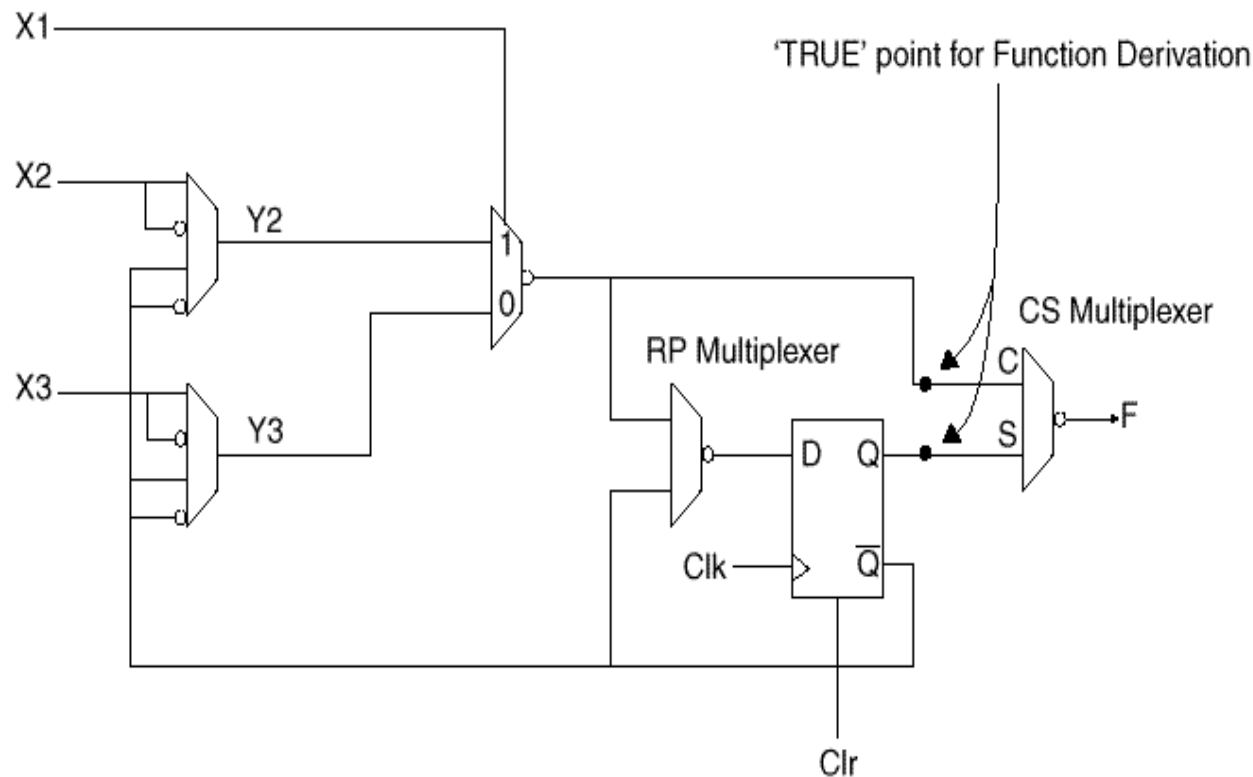 X1
'TRUE' point for Function Derivation
X2
Y2
1
0
CS Multiplexer
RP Multiplexer
C
X3
Y3
S
F
D Q
Clk
Q̅
Clr